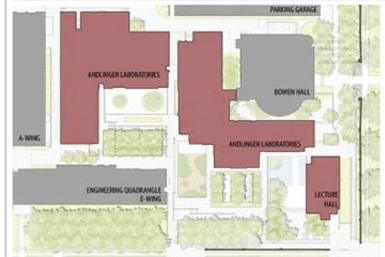 PARKING GARAGE
ANDLINGER LABORATORIES
BOWEN HALL
A-WING
ANDLINGER LABORATORIES
ENGINEERING QUADRANGLE
E-WING
LECTURE
HALL